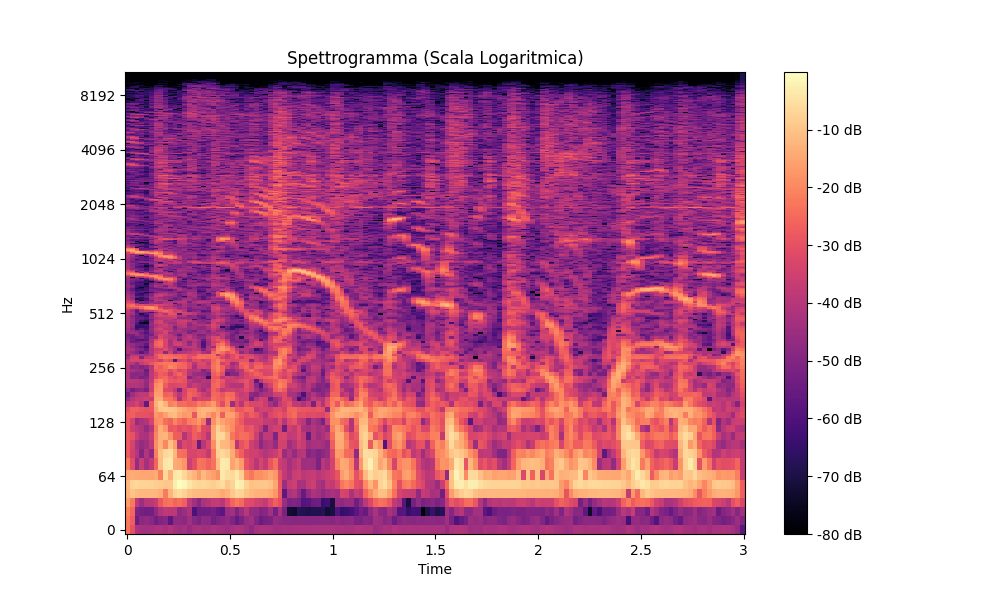 Spettrogramma (Scala Logaritmica)
8192
4096
2048
1024
512
256
128
64
0
Hz
0
0.5
1
1.5
2
2.5
3
Time
-10 dB
-20 dB
-30 dB
-40 dB
-50 dB
-60 dB
-70 dB
-80 dB